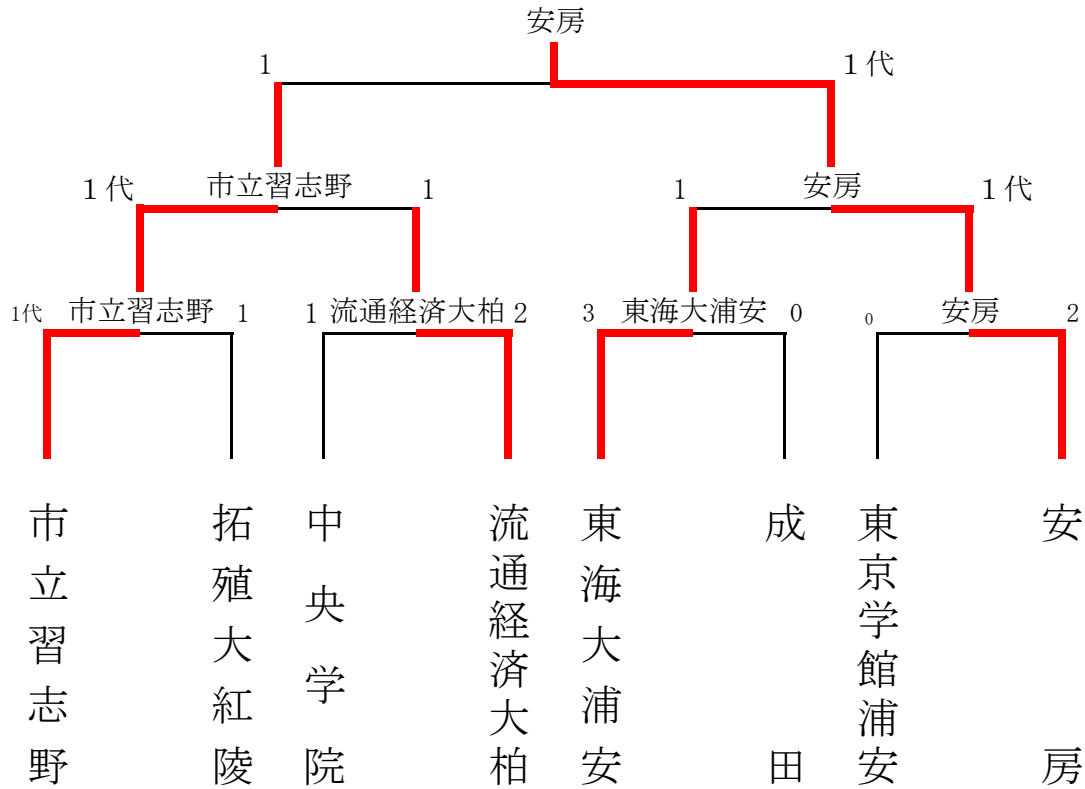 安房
1 １代
１代 市立習志野 1 1 安房 １代
1代 市立習志野 1 1 流通経済大柏 2 3 東海大浦安 0 0 安房 2
市立習志野
拓殖大紅陵
中央学院
流通経済大柏
東海大浦安
成田
東京学館浦安
安房